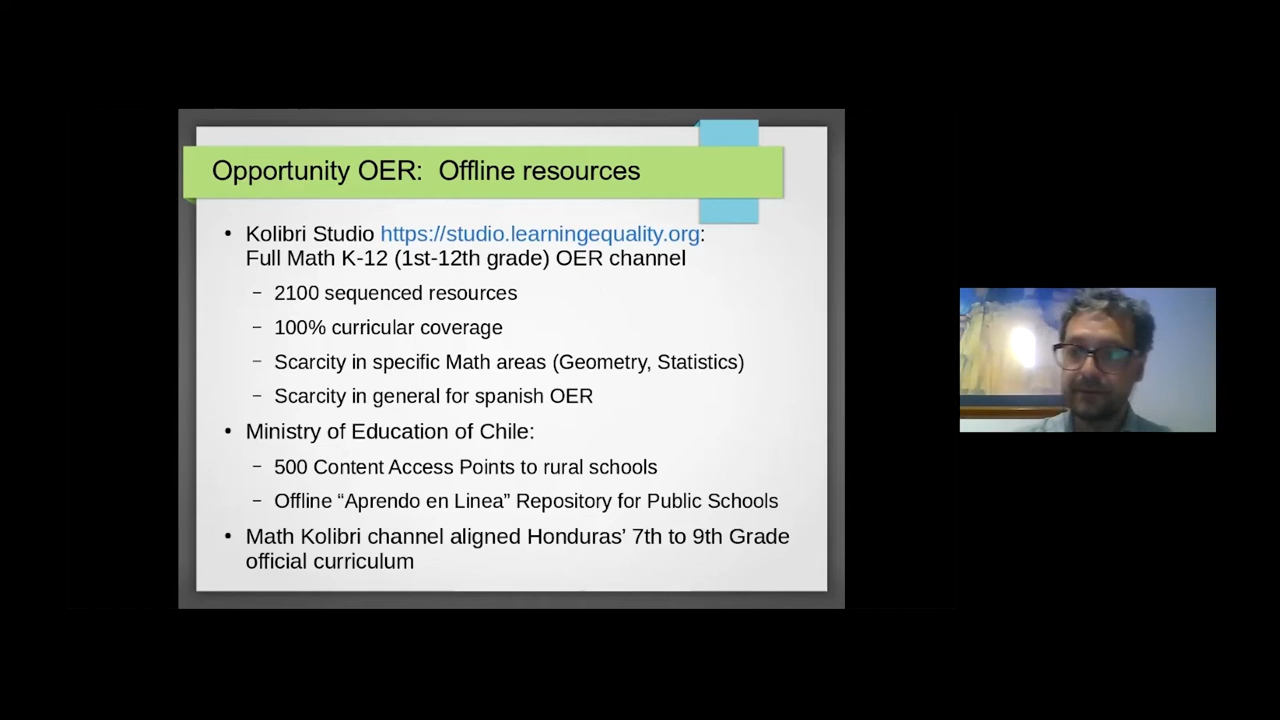 Opportunity OER: Offline resources
• Kolibri Studio https://studio.learningequality.org:
Full Math K-12 (1st-12th grade) OER channel
– 2100 sequenced resources
– 100% curricular coverage
– Scarcity in specific Math areas (Geometry, Statistics)
– Scarcity in general for spanish OER
• Ministry of Education of Chile:
– 500 Content Access Points to rural schools
– Offline “Aprendo en Linea” Repository for Public Schools
• Math Kolibri channel aligned Honduras’ 7th to 9th Grade
official curriculum